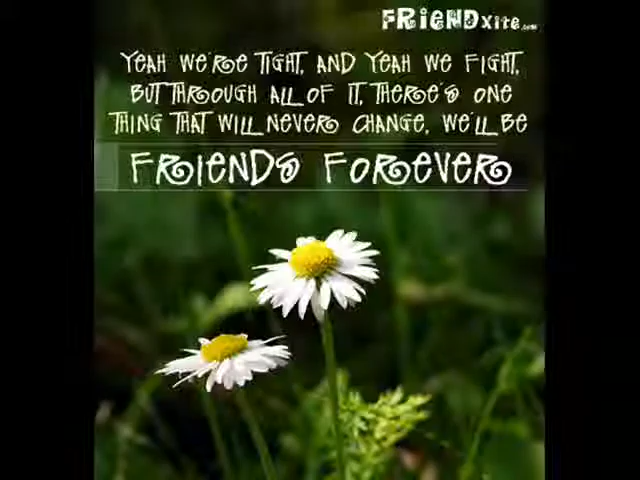 FRIENDXITE.com
YEAH WE'RE TIGHT, AND YEAH WE FIGHT,
BUT THROUGH ALL OF IT, THERE'S ONE
THING THAT WILL NEVER CHANGE, WE'LL BE
FRIENDS FOREVER